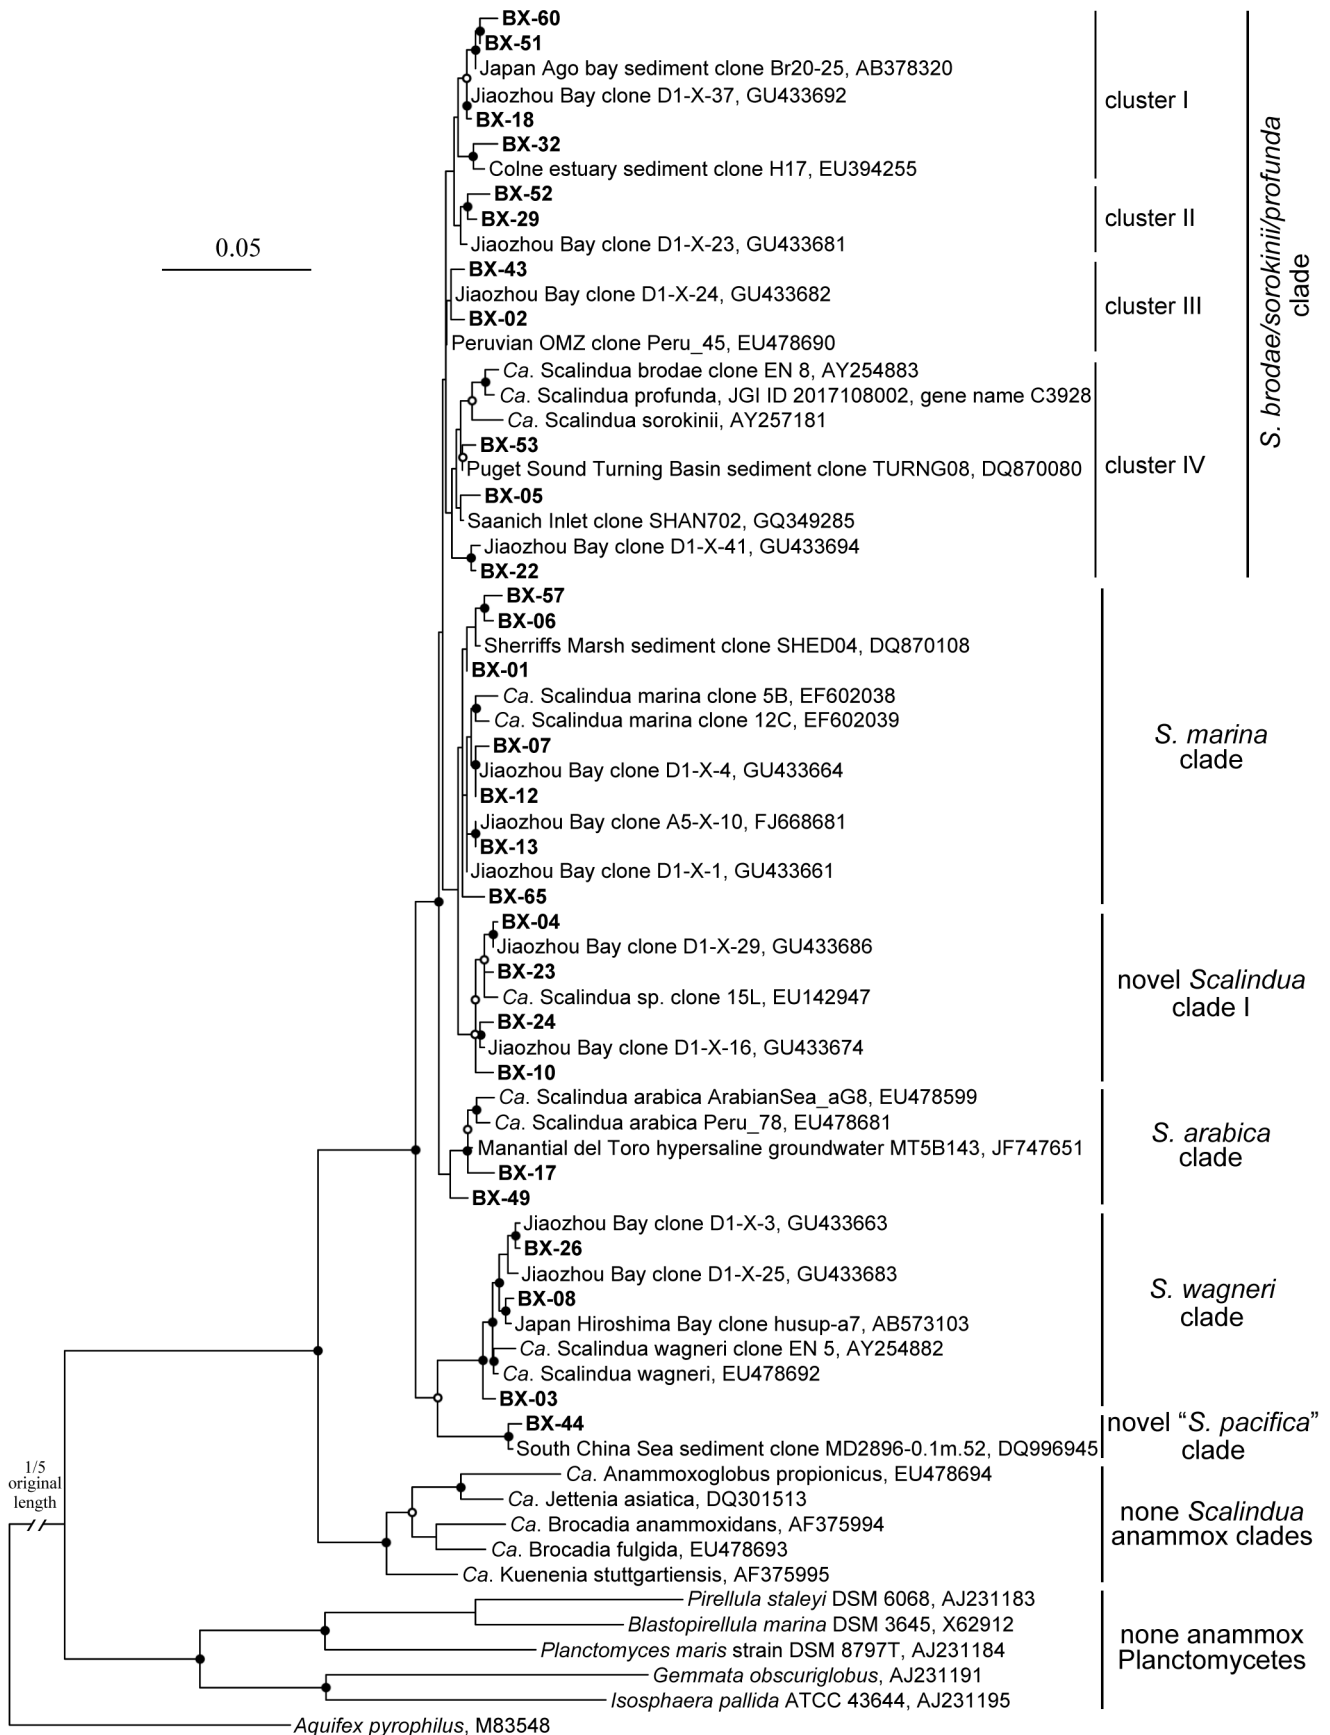 BX-60
BX-51
Japan Ago bay sediment clone Br20-25, AB378320
Jiaozhou Bay clone D1-X-37, GU433692
BX-18
BX-32
Colne estuary sediment clone H17, EU394255
cluster I
BX-52
BX-29
Jiaozhou Bay clone D1-X-23, GU433681
cluster II
0.05
BX-43
Jiaozhou Bay clone D1-X-24, GU433682
BX-02
Peruvian OMZ clone Peru_45, EU478690
cluster III
Ca. Scalindua brodae clone EN 8, AY254883
Ca. Scalindua profunda, JGI ID 2017108002, gene name C3928
Ca. Scalindua sorokinii, AY257181
BX-53
Puget Sound Turning Basin sediment clone TURNG08, DQ870080
BX-05
Saanich Inlet clone SHAN702, GQ349285
Jiaozhou Bay clone D1-X-41, GU433694
BX-22
cluster IV
S. brodae/sorokinii/profunda
clade
BX-57
BX-06
Sherriffs Marsh sediment clone SHED04, DQ870108
BX-01
Ca. Scalindua marina clone 5B, EF602038
Ca. Scalindua marina clone 12C, EF602039
BX-07
Jiaozhou Bay clone D1-X-4, GU433664
BX-12
Jiaozhou Bay clone A5-X-10, FJ668681
BX-13
Jiaozhou Bay clone D1-X-1, GU433661
BX-65
S. marina
clade
BX-04
Jiaozhou Bay clone D1-X-29, GU433686
BX-23
Ca. Scalindua sp. clone 15L, EU142947
BX-24
Jiaozhou Bay clone D1-X-16, GU433674
BX-10
novel Scalindua
clade I
Ca. Scalindua arabica ArabianSea_aG8, EU478599
Ca. Scalindua arabica Peru_78, EU478681
Manantial del Toro hypersaline groundwater MT5B143, JF747651
BX-17
BX-49
S. arabica
clade
Jiaozhou Bay clone D1-X-3, GU433663
BX-26
Jiaozhou Bay clone D1-X-25, GU433683
BX-08
Japan Hiroshima Bay clone husup-a7, AB573103
Ca. Scalindua wagneri clone EN 5, AY254882
Ca. Scalindua wagneri, EU478692
BX-03
S. wagneri
clade
BX-44
South China Sea sediment clone MD2896-0.1m.52, DQ996945
novel “S. pacifica”
clade
1/5
original
length
Ca. Anammoxoglobus propionicus, EU478694
Ca. Jettenia asiatica, DQ301513
Ca. Brocadia anammoxidans, AF375994
Ca. Brocadia fulgida, EU478693
Ca. Kuenenia stuttgartiensis, AF375995
none Scalindua
anammox clades
Pirellula staleyi DSM 6068, AJ231183
Blastopirellula marina DSM 3645, X62912
Planctomyces maris strain DSM 8797T, AJ231184
Gemmata obscuriglobus, AJ231191
Isosphaera pallida ATCC 43644, AJ231195
none anammox
Planctomycetes
Aquifex pyrophilus, M83548